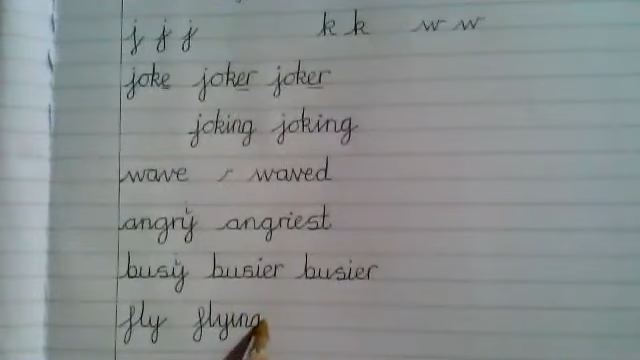 j j j k k w w
joke joker joker
joking joking
wave waved
angry angriest
busy busier busier
fly flying